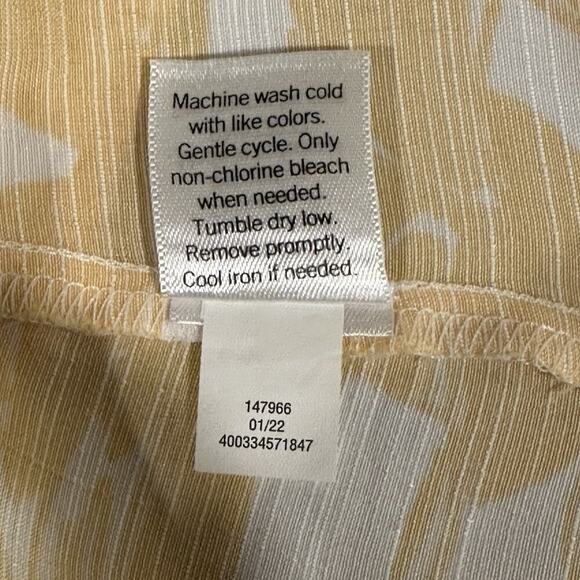 Machine wash cold
with like colors.
Gentle cycle. Only
non-chlorine bleach
when needed.
Tumble dry low.
Remove promptly.
Cool iron if needed.
147966
01/22
400334571847